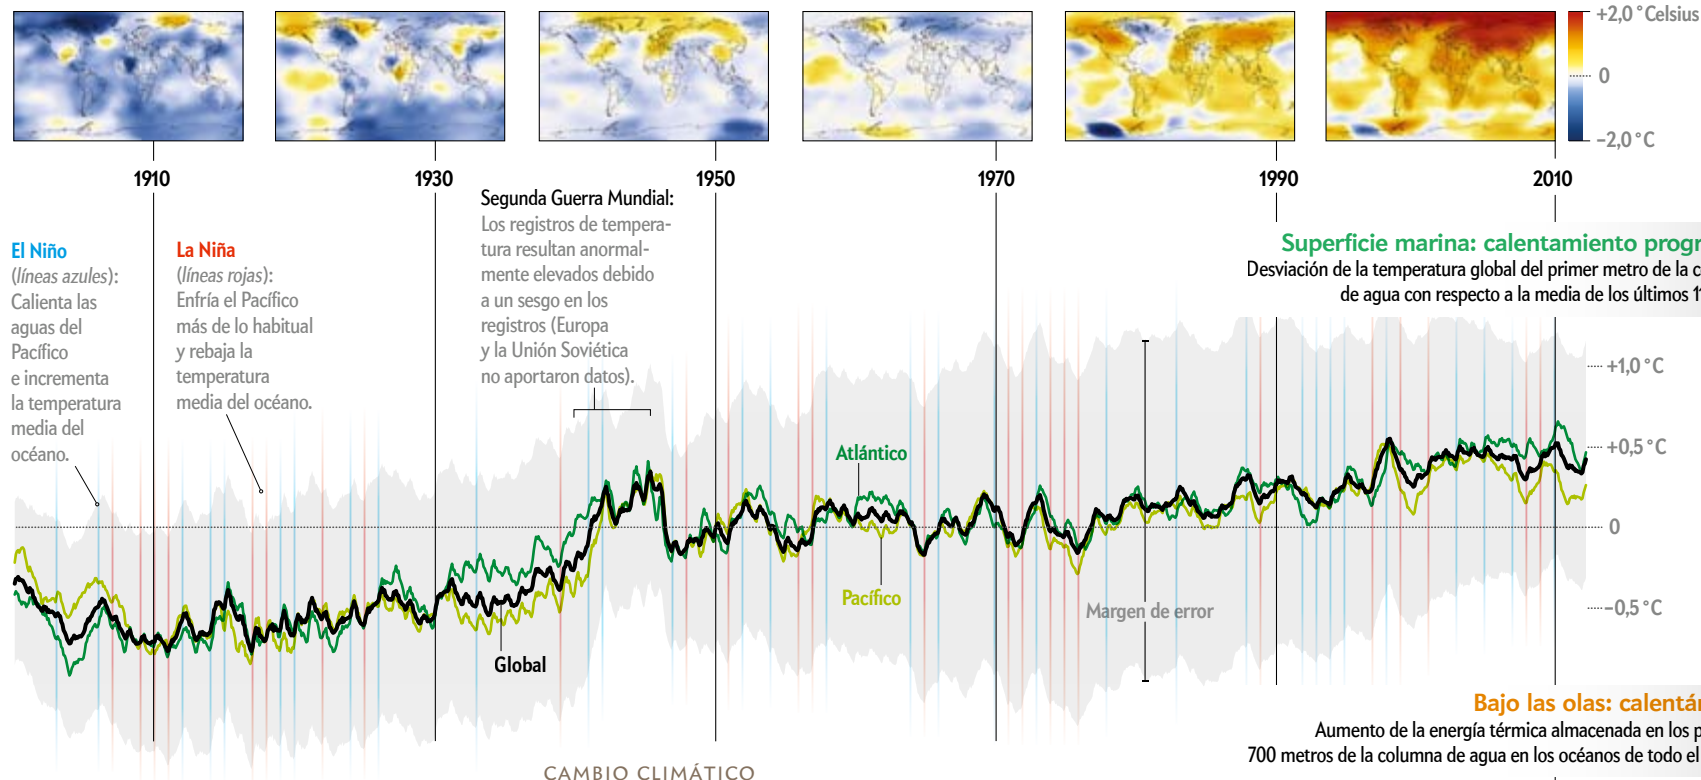 +2,0 °Celsius
0
−2,0 °C
1910
1930
1950
1970
1990
2010
El Niño
(líneas azules):
Calienta las
aguas del
Pacífico
e incrementa
la temperatura
media del
océano.
La Niña
(líneas rojas):
Enfría el Pacífico
más de lo habitual
y rebaja la
temperatura
media del océano.
Segunda Guerra Mundial:
Los registros de tempera-
tura resultan anormal-
mente elevados debido
a un sesgo en los
registros (Europa
y la Unión Soviética
no aportaron datos).
Superficie marina: calentamiento
Desviación de la temperatura global del primer metro de la
de agua con respecto a la media de los últimos
+1,0 °C
+0,5 °C
0
−0,5 °C
Atlántico
Pacífico
Global
Margen de error
Bajo las olas:
Aumento de la energía térmica almacenada en los
700 metros de la columna de agua en los océanos de todo el
CAMBIO CLIMÁTICO